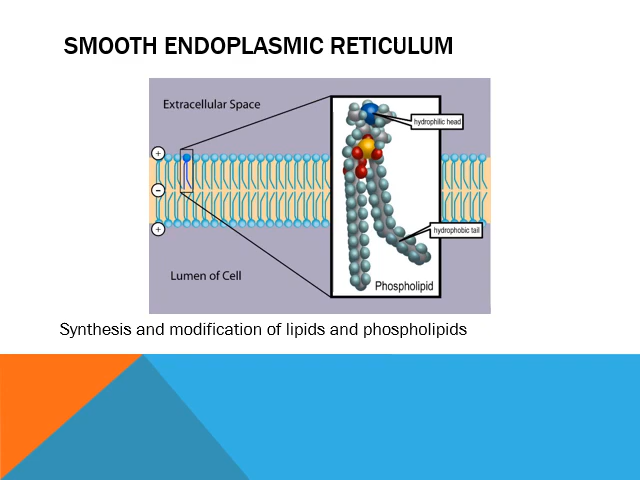 SMOOTH ENDOPLASMIC RETICULUM
Extracellular Space
hydrophilic head
+
−
+
hydrophobic tail
Lumen of Cell
Phospholipid
Synthesis and modification of lipids and phospholipids